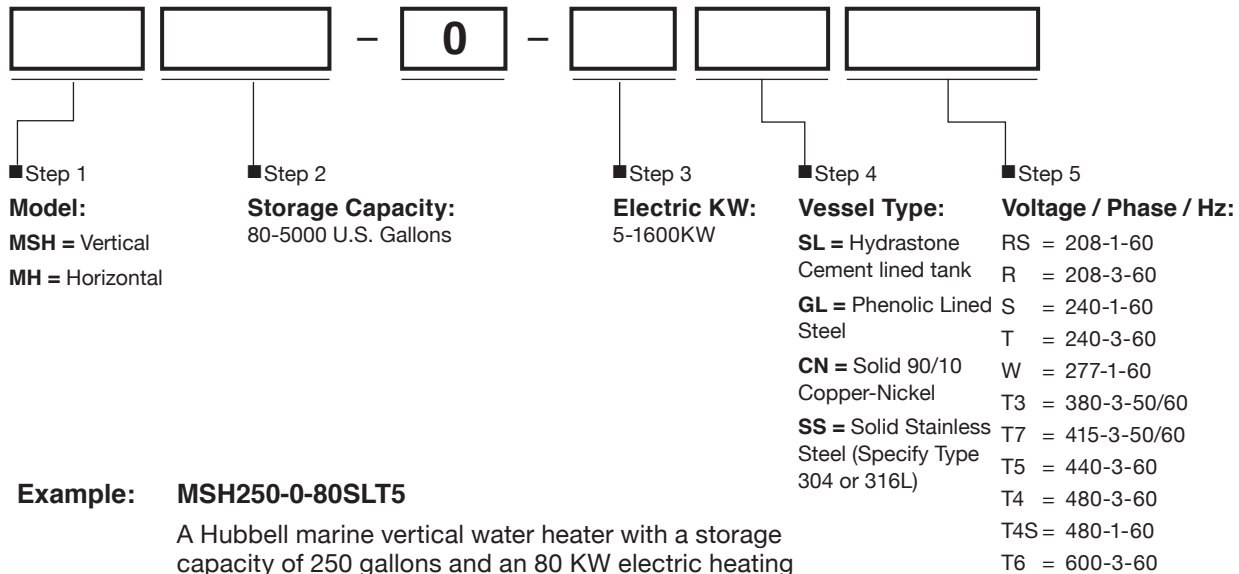 – 0 –
■Step 1
Model:
MSH = Vertical
MH = Horizontal
■Step 2
Storage Capacity:
80-5000 U.S. Gallons
■Step 3
Electric KW:
5-1600KW
■Step 4
Vessel Type:
SL = Hydrastone
Cement lined tank
GL = Phenolic Lined
Steel
CN = Solid 90/10
Copper-Nickel
SS = Solid Stainless
Steel (Specify Type
304 or 316L)
■Step 5
Voltage / Phase / Hz:
RS = 208-1-60
R = 208-3-60
S = 240-1-60
T = 240-3-60
W = 277-1-60
T3 = 380-3-50/60
T7 = 415-3-50/60
T5 = 440-3-60
T4 = 480-3-60
T4S = 480-1-60
T6 = 600-3-60
Example: MSH250-0-80SLT5
A Hubbell marine vertical water heater with a storage
capacity of 250 gallons and an 80 KW electric heating